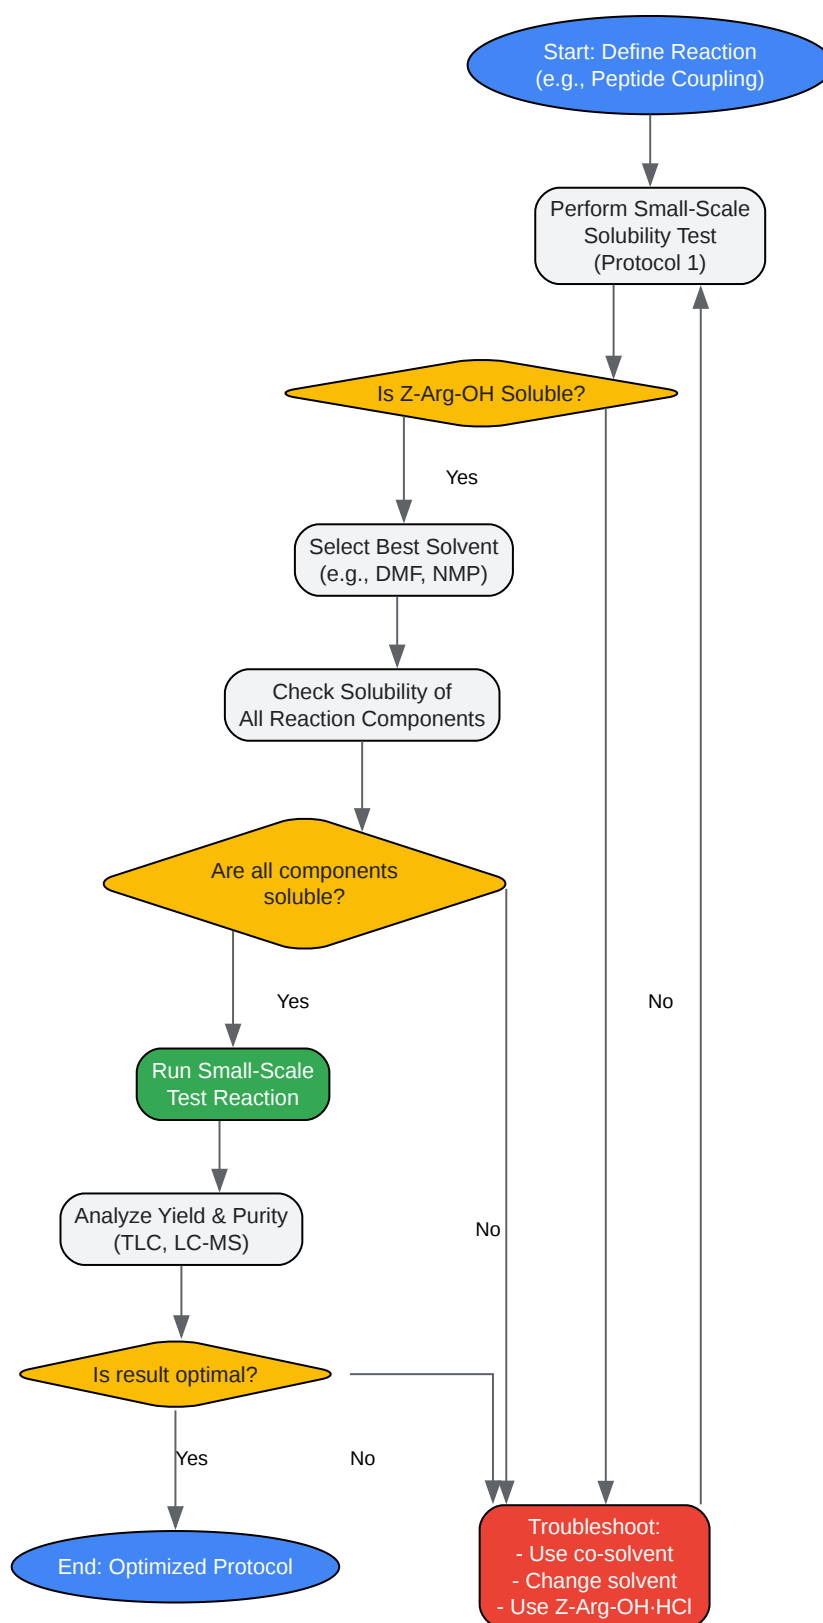 Start: Define Reaction
(e.g., Peptide Coupling)
Perform Small-Scale
Solubility Test
(Protocol 1)
Is Z-Arg-OH Soluble?
Yes
Select Best Solvent
(e.g., DMF, NMP)
Check Solubility of
All Reaction Components
Are all components
soluble?
Yes
No
Run Small-Scale
Test Reaction
Analyze Yield & Purity
(TLC, LC-MS)
No
Is result optimal?
Yes
No
End: Optimized Protocol
Troubleshoot:
- Use co-solvent
- Change solvent
- Use Z-Arg-OH·HCl